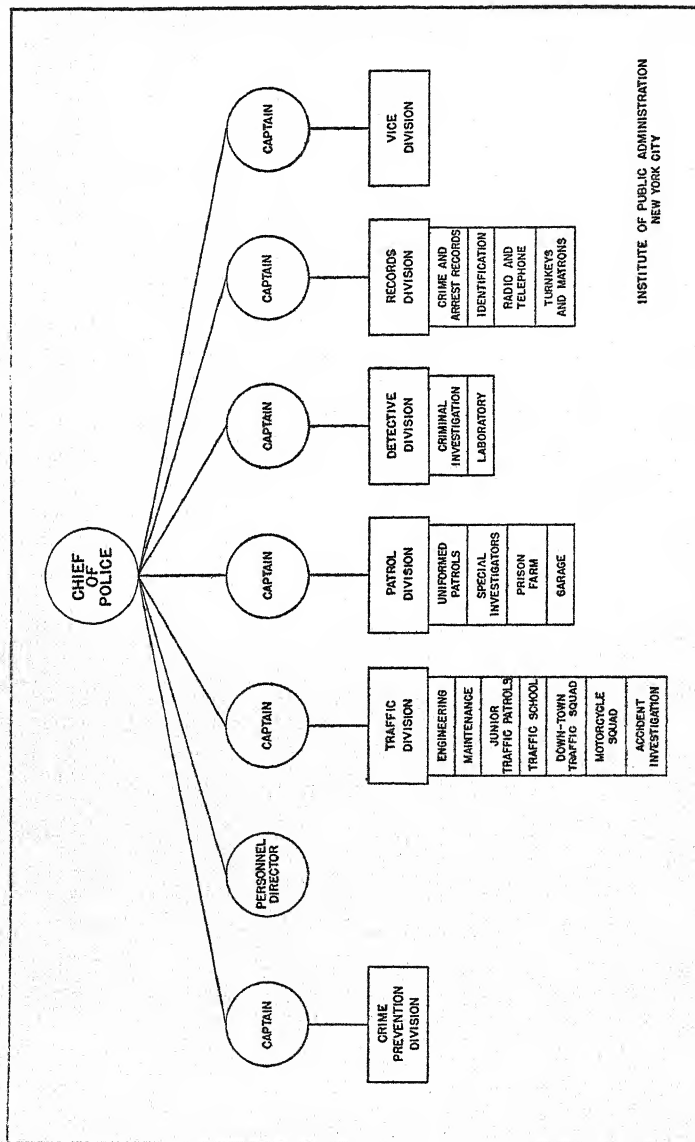 CHIEF
OF
POLICE
CAPTAIN
CRIME
PREVENTION
DIVISION
PERSONNEL
DIRECTOR
CAPTAIN
TRAFFIC
DIVISION
ENGINEERING
MAINTENANCE
JUNIOR
TRAFFIC PATROLS
TRAFFIC SCHOOL
DOWN-TOWN
TRAFFIC SQUAD
MOTORCYCLE
SQUAD
ACCIDENT
INVESTIGATION
CAPTAIN
PATROL
DIVISION
UNIFORMED
PATROLS
SPECIAL
INVESTIGATORS
PRISON
FARM
GARAGE
CAPTAIN
DETECTIVE
DIVISION
CRIMINAL
INVESTIGATION
LABORATORY
CAPTAIN
RECORDS
DIVISION
CRIME AND
ARREST RECORDS
IDENTIFICATION
RADIO AND
TELEPHONE
TURNKEYS
AND MATRONS
CAPTAIN
VICE
DIVISION
INSTITUTE OF PUBLIC ADMINISTRATION
NEW YORK CITY